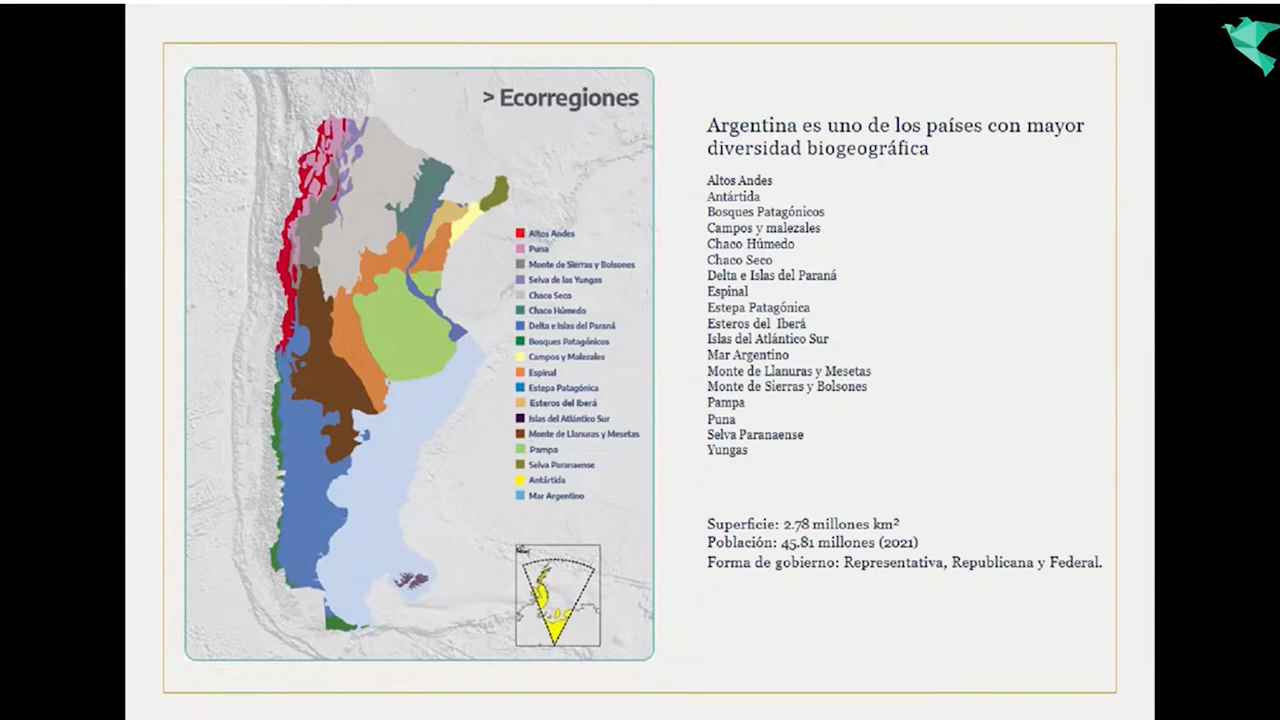 > Ecorregiones
Altos Andes
Puna
Monte de Sierras y Bolsones
Selva de las Yungas
Chaco Seco
Chaco Húmedo
Delta e Islas del Paraná
Bosques Patagónicos
Campos y Malezales
Espinal
Estepa Patagónica
Esteros del Iberá
Islas del Atlántico Sur
Monte de Llanuras y Mesetas
Pampa
Selva Paranaense
Antártida
Mar Argentino
Argentina es uno de los países con mayor
diversidad biogeográfica
Altos Andes
Antártida
Bosques Patagónicos
Campos y malezales
Chaco Húmedo
Chaco Seco
Delta e Islas del Paraná
Espinal
Estepa Patagónica
Esteros del Iberá
Islas del Atlántico Sur
Mar Argentino
Monte de Llanuras y Mesetas
Monte de Sierras y Bolsones
Pampa
Puna
Selva Paranaense
Yungas
Superficie: 2.78 millones km²
Población: 45.81 millones (2021)
Forma de gobierno: Representativa, Republicana y Federal.